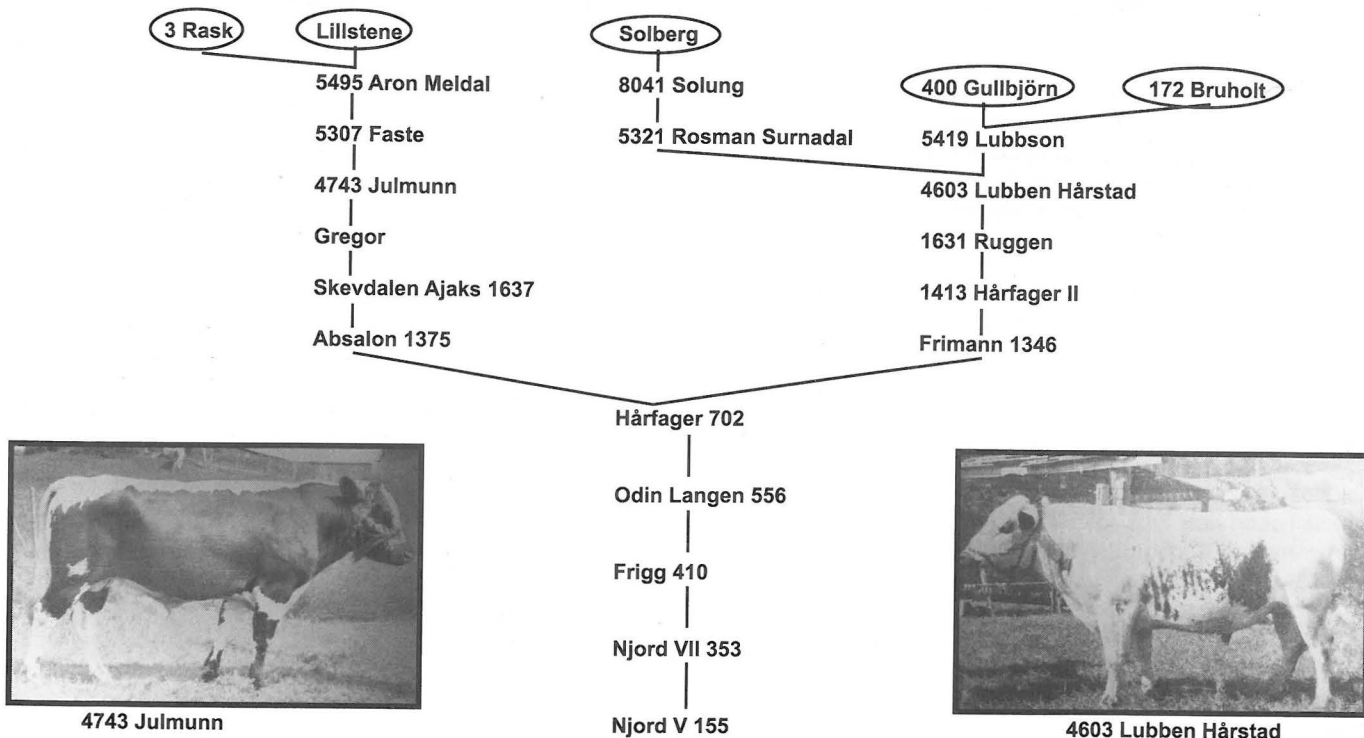 3 Rask
Lillstene
Solberg
5495 Aron Meldal
8041 Solung
400 Gullbjörn
172 Bruholt
5307 Faste
5321 Rosman Surnadal
5419 Lubbson
4743 Julmunn
4603 Lubben Hårstad
Gregor
1631 Ruggen
Skevdalen Ajaks 1637
1413 Hårfager II
Absalon 1375
Frimann 1346
Hårfager 702
Odin Langen 556
Frigg 410
Njord VII 353
Njord V 155
4743 Julmunn
4603 Lubben Hårstad